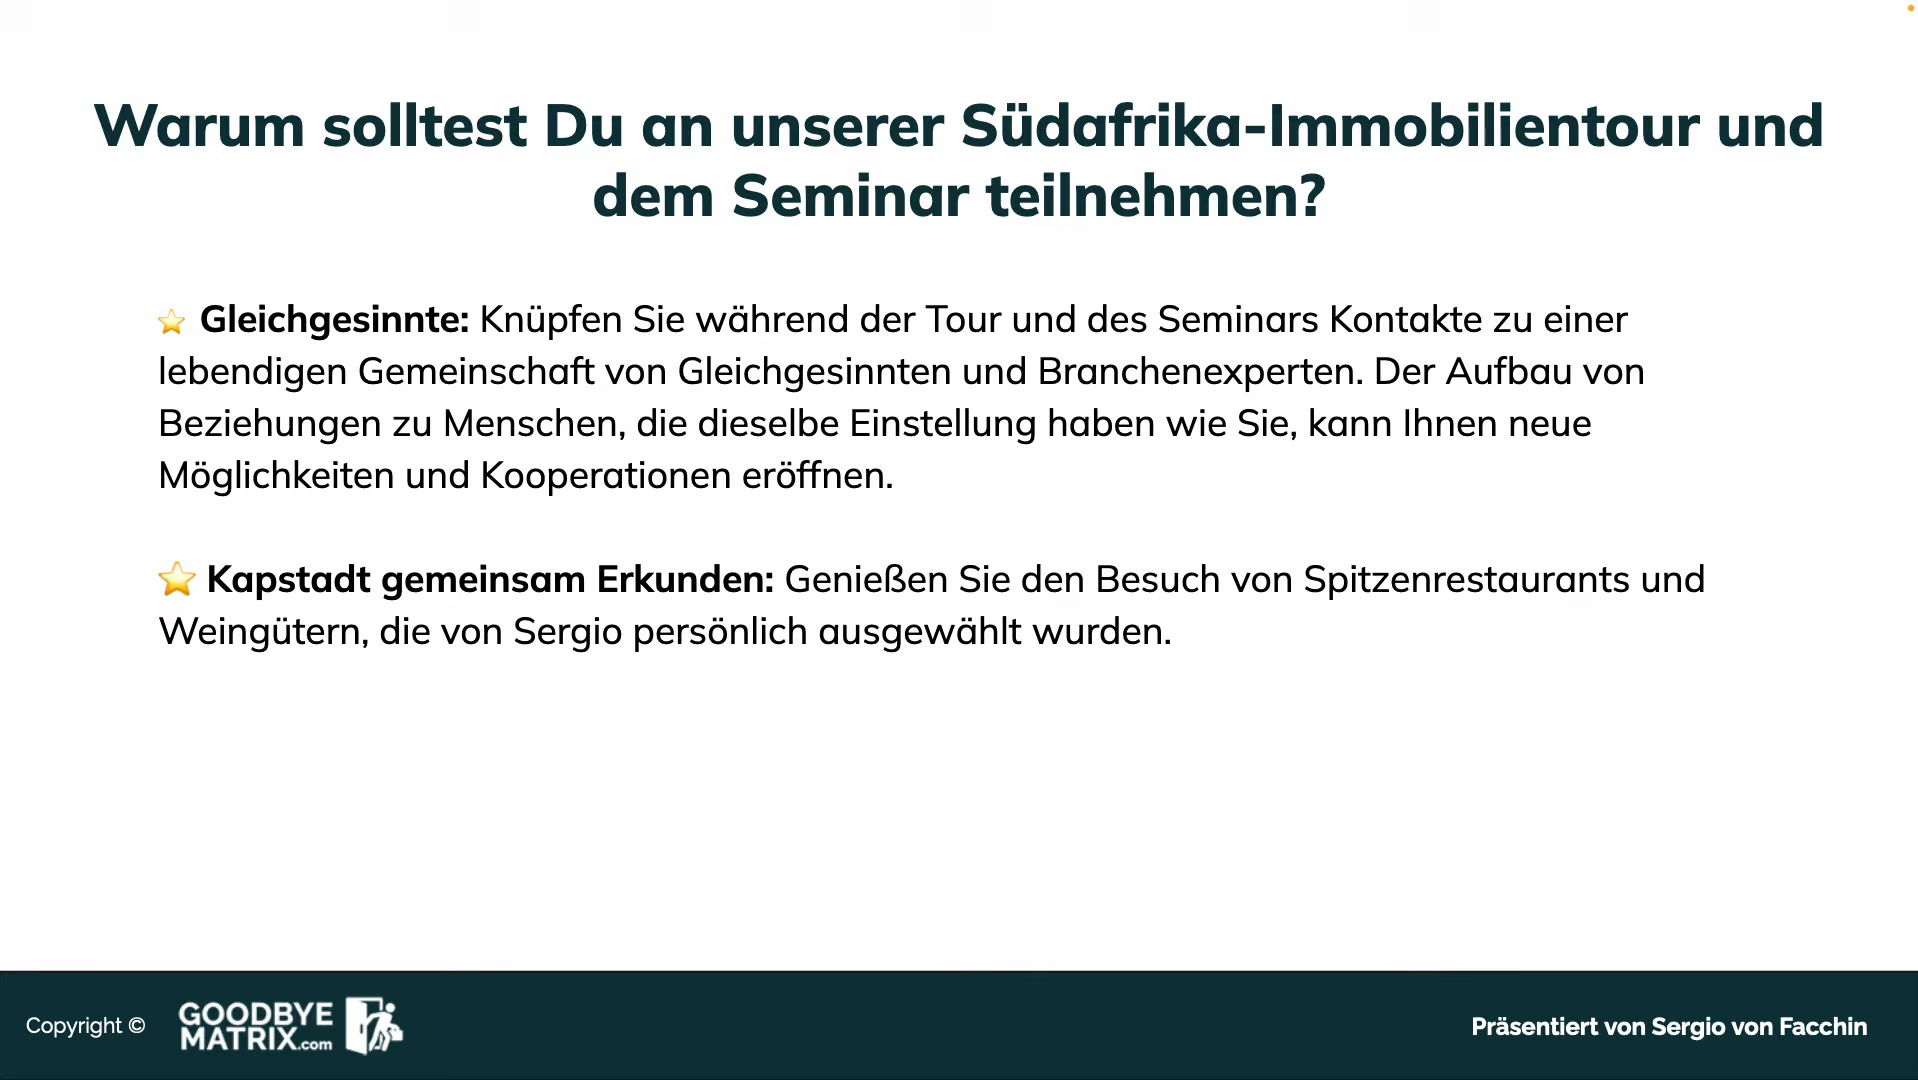 Warum solltest Du an unserer Südafrika-Immobilientour und
dem Seminar teilnehmen?
⭐ Gleichgesinnte: Knüpfen Sie während der Tour und des Seminars Kontakte zu einer
lebendigen Gemeinschaft von Gleichgesinnten und Branchenexperten. Der Aufbau von
Beziehungen zu Menschen, die dieselbe Einstellung haben wie Sie, kann Ihnen neue
Möglichkeiten und Kooperationen eröffnen.
⭐ Kapstadt gemeinsam Erkunden: Genießen Sie den Besuch von Spitzenrestaurants und
Weingütern, die von Sergio persönlich ausgewählt wurden.
Copyright ©
GOODBYE
MATRIX.com
Präsentiert von Sergio von Facchin